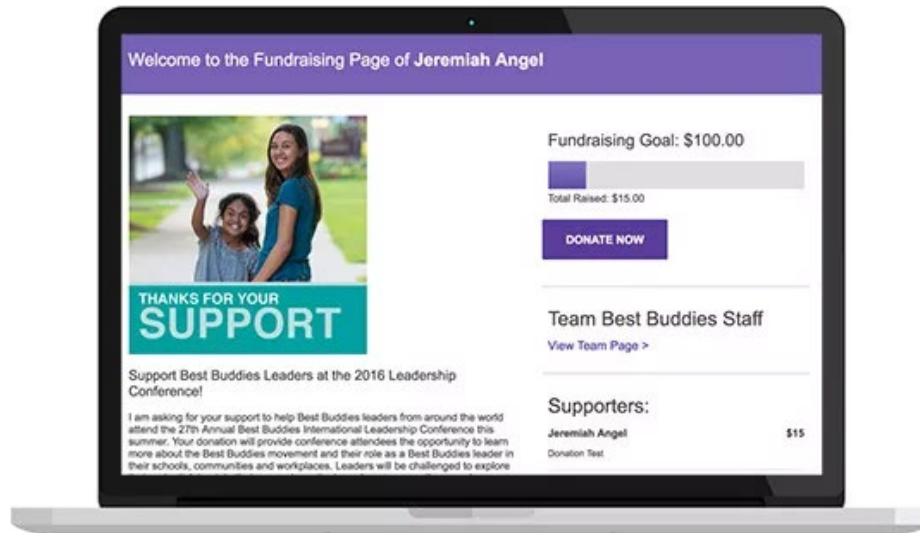 Welcome to the Fundraising Page of Jeremiah Angel
THANKS FOR YOUR
SUPPORT
Support Best Buddies Leaders at the 2016 Leadership
Conference!
I am asking for your support to help Best Buddies leaders from around the world
attend the 27th Annual Best Buddies International Leadership Conference this
summer. Your donation will provide conference attendees the opportunity to learn
more about the Best Buddies movement and their role as a Best Buddies leader in
their schools, communities and workplaces. Leaders will be challenged to explore
Fundraising Goal: $100.00
Total Raised: $15.00
DONATE NOW
Team Best Buddies Staff
View Team Page >
Supporters:
Jeremiah Angel $15
Donation Test